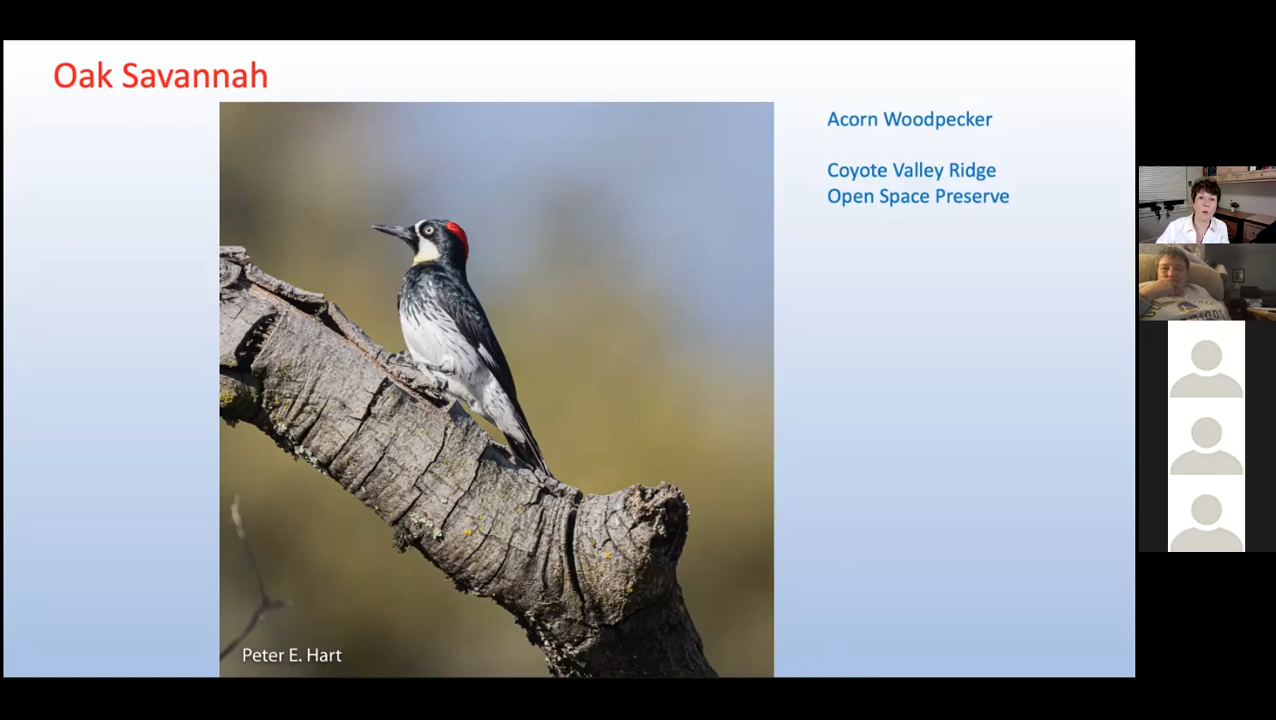 Oak Savannah
Acorn Woodpecker
Coyote Valley Ridge
Open Space Preserve
Peter E. Hart